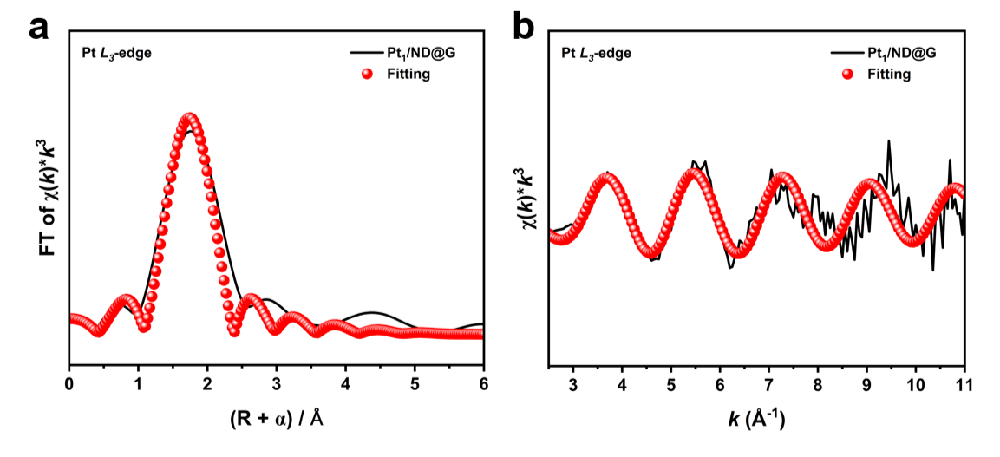 a
Pt L₃-edge
Pt₁/ND@G
Fitting
FT of χ(k)*k³
0 1 2 3 4 5 6
(R + α) / Å
b
Pt L₃-edge
Pt₁/ND@G
Fitting
χ(k)*k³
3 4 5 6 7 8 9 10 11
k (Å⁻¹)